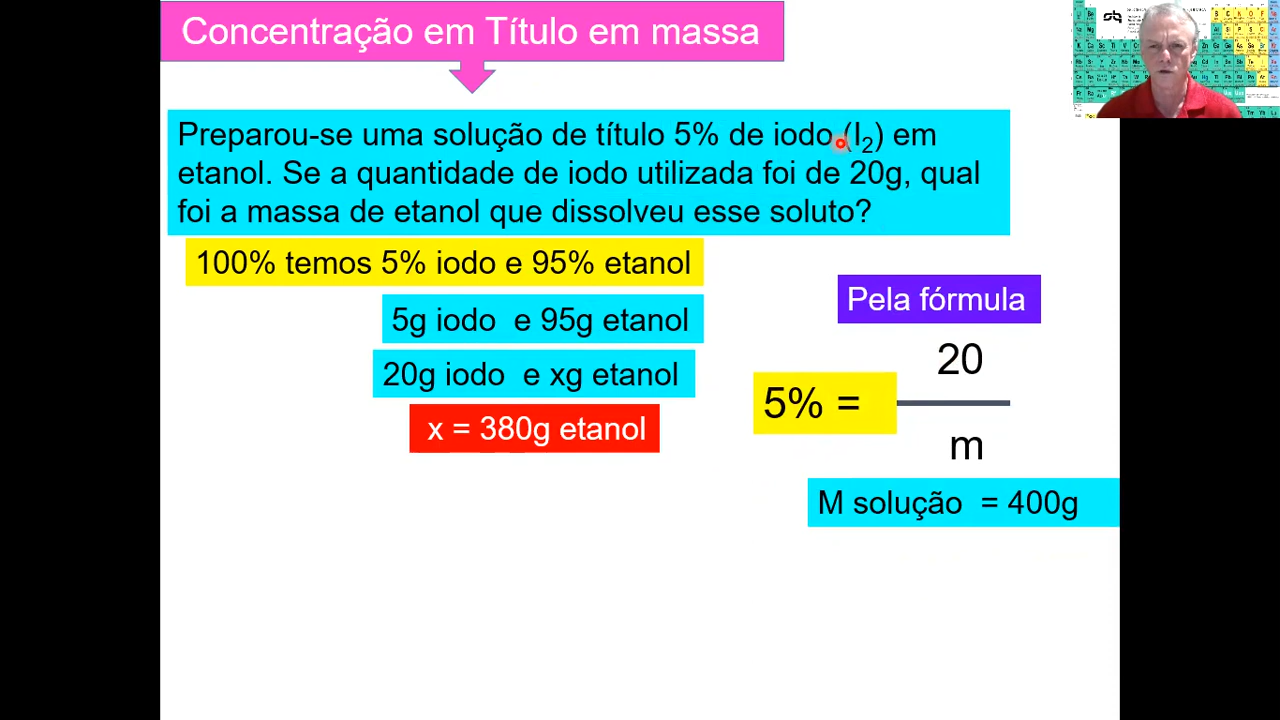 Concentração em Título em massa
Preparou-se uma solução de título 5% de iodo (I₂) em
etanol. Se a quantidade de iodo utilizada foi de 20g, qual
foi a massa de etanol que dissolveu esse soluto?
100% temos 5% iodo e 95% etanol
5g iodo e 95g etanol
20g iodo e xg etanol
x = 380g etanol
Pela fórmula
20
5% =
m
M solução = 400g